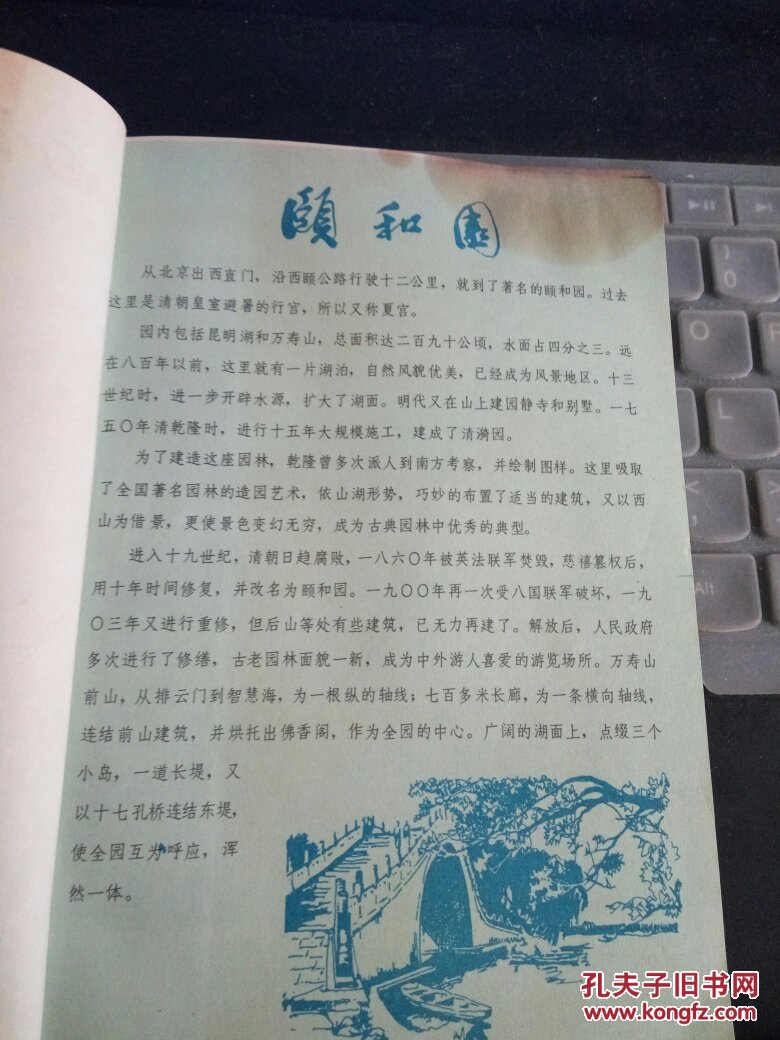 頤和園
从北京出西直门，沿西颐公路行驶十二公里，就到了著名的颐和园。过去
这里是清朝皇室避暑的行宫，所以又称夏宫。
园内包括昆明湖和万寿山，总面积达二百九十公顷，水面占四分之三。远
在八百年以前，这里就有一片湖泊，自然风貌优美，已经成为风景地区。十三
世纪时，进一步开辟水源，扩大了湖面。明代又在山上建园静寺和别墅。一七
五〇年清乾隆时，进行十五年大规模施工，建成了清漪园。
为了建造这座园林，乾隆曾多次派人到南方考察，并绘制图样。这里吸取
了全国著名园林的造园艺术，依山湖形势，巧妙的布置了适当的建筑，又以西
山为借景，更使景色变幻无穷，成为古典园林中优秀的典型。
进入十九世纪，清朝日趋腐败，一八六〇年被英法联军焚毁，慈禧篡权后，
用十年时间修复，并改名为颐和园。一九〇〇年再一次受八国联军破坏，一九
〇三年又进行重修，但后山等处有些建筑，已无力再建了。解放后，人民政府
多次进行了修缮，古老园林面貌一新，成为中外游人喜爱的游览场所。万寿山
前山，从排云门到智慧海，为一根纵的轴线；七百多米长廊，为一条横向轴线，
连结前山建筑，并烘托出佛香阁，作为全园的中心。广阔的湖面上，点缀三个
小岛，一道长堤，又
以十七孔桥连结东堤，
使全园互为呼应，浑
然一体。
Alt
孔夫子旧书网
www.kongfz.com